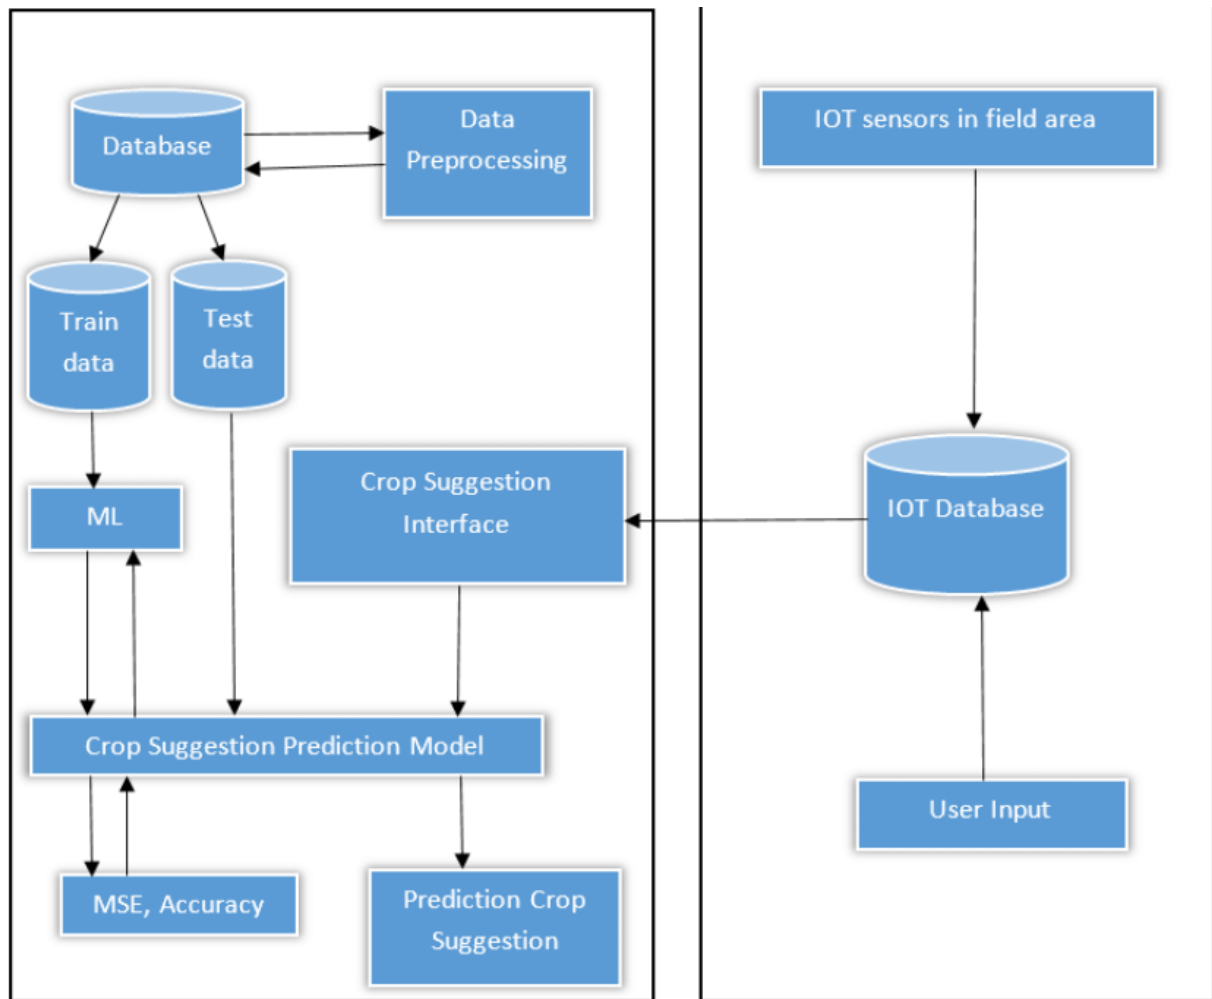 Database
Data
Preprocessing
IOT sensors in field area
Train
data
Test
data
Crop Suggestion
Interface
IOT Database
ML
Crop Suggestion Prediction Model
User Input
MSE, Accuracy
Prediction Crop
Suggestion